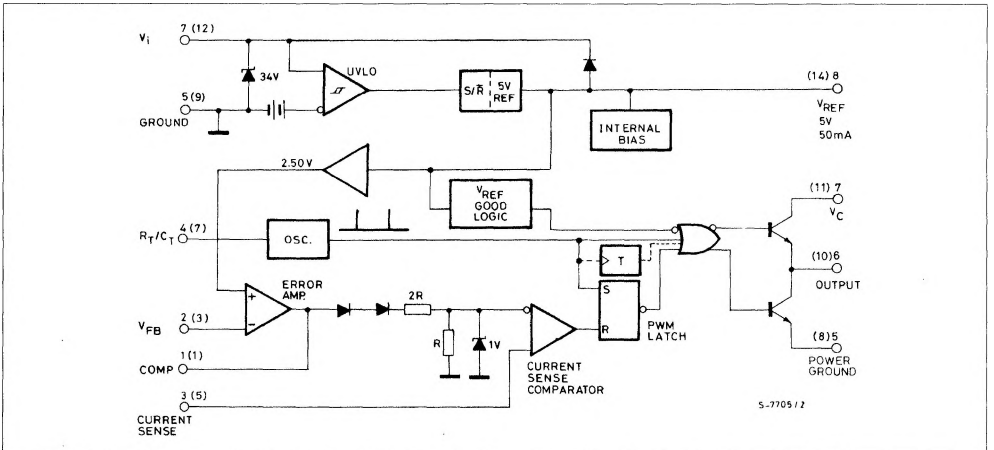 7 (12)
Vi
34V
UVLO
S/R̅
5V
REF
(14) 8
VREF
5V
50mA
5 (9)
GROUND
INTERNAL
BIAS
2.50 V
VREF
GOOD
LOGIC
(11) 7
VC
4 (7)
RT/CT
OSC.
T
(10) 6
OUTPUT
ERROR
AMP.
+
−
2R
S
R
PWM
LATCH
2 (3)
VFB
R
1V
(8) 5
POWER
GROUND
1 (1)
COMP
CURRENT
SENSE
COMPARATOR
3 (5)
CURRENT
SENSE
S-7705/2